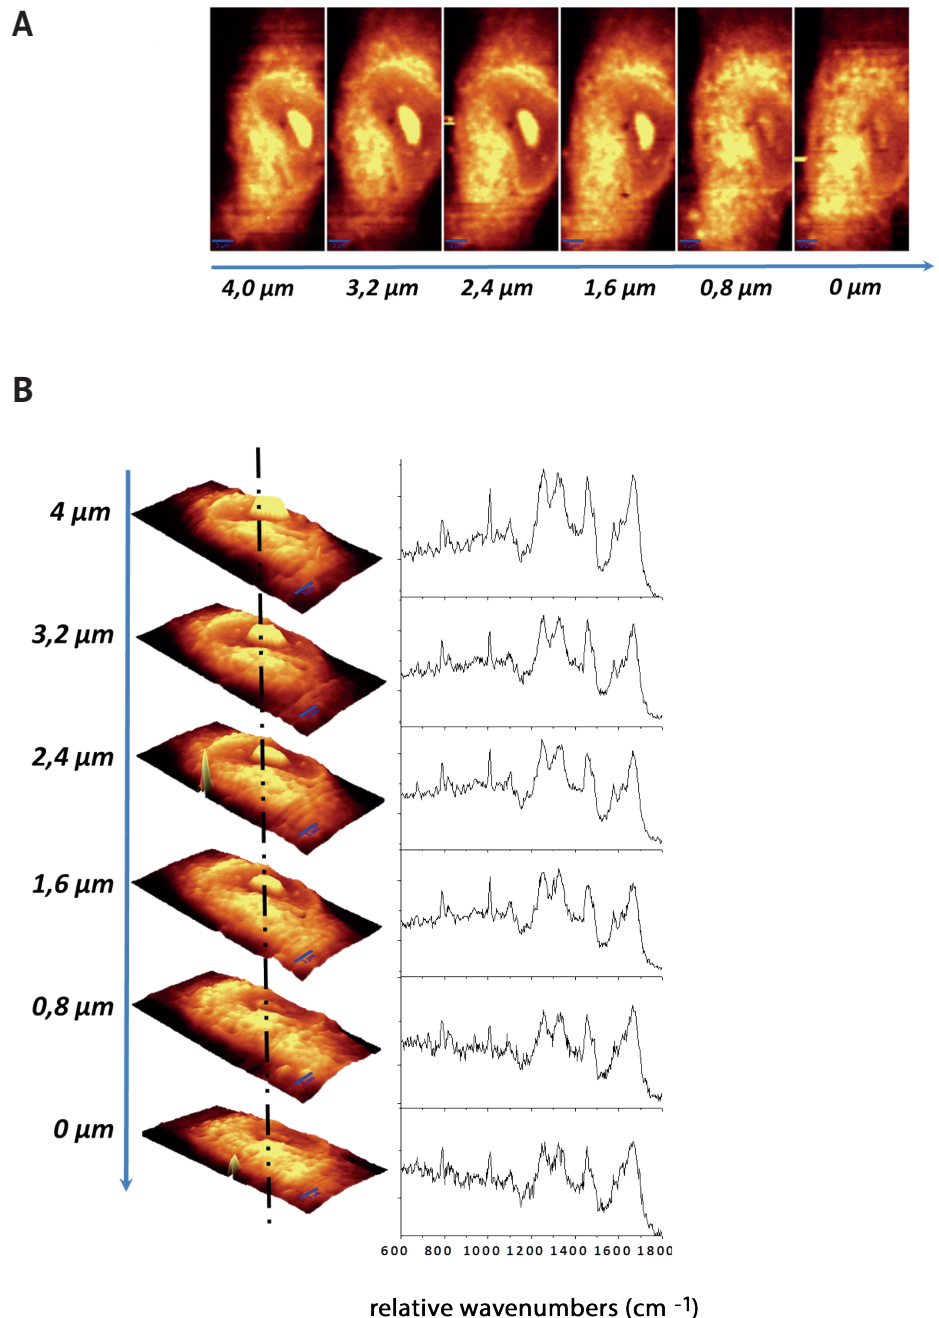 A
4,0 µm 3,2 µm 2,4 µm 1,6 µm 0,8 µm 0 µm
B
4 µm
3,2 µm
2,4 µm
1,6 µm
0,8 µm
0 µm
600 800 1000 1200 1400 1600 1800
relative wavenumbers (cm -1)